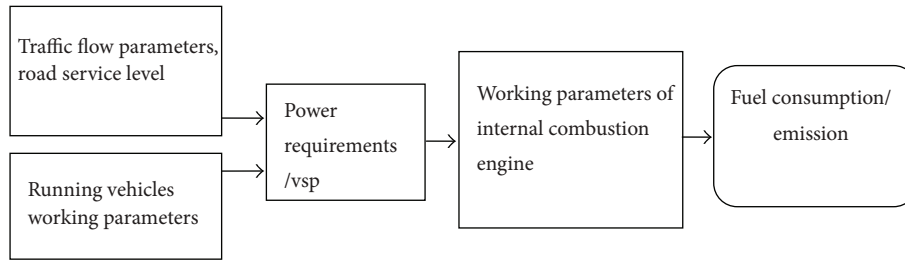 Traffic flow parameters,
road service level
Running vehicles
working parameters
Power
requirements
/vsp
Working parameters of
internal combustion
engine
Fuel consumption/
emission